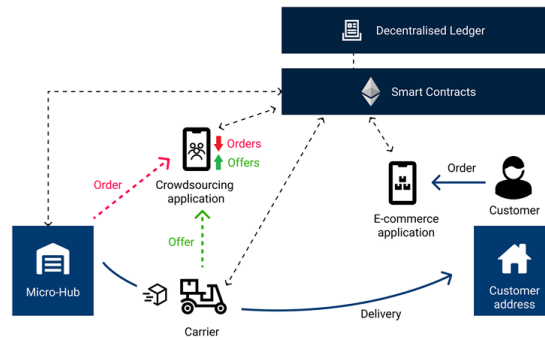 Decentralised Ledger
Smart Contracts
Orders
Offers
Order
Crowdsourcing
application
Order
E-commerce
application
Customer
Offer
Micro-Hub
Carrier
Delivery
Customer
address